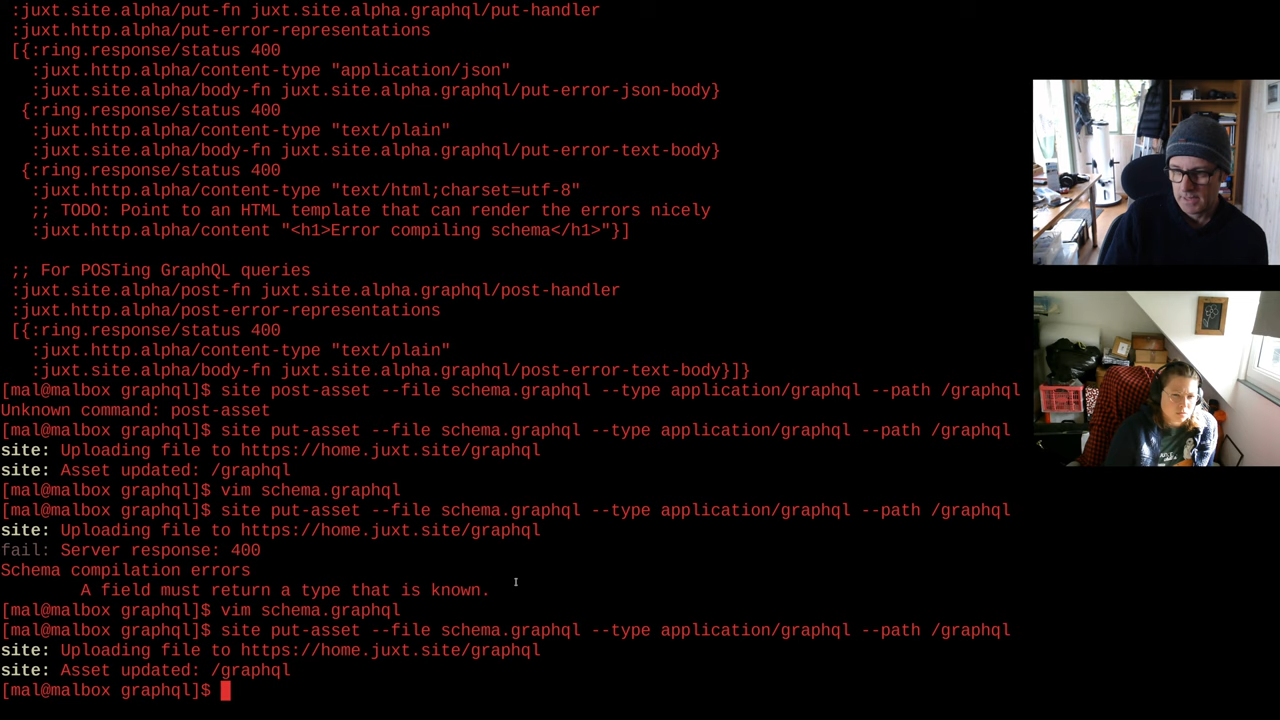 :juxt.site.alpha/put-fn juxt.site.alpha.graphql/put-handler
:juxt.http.alpha/put-error-representations
[{:ring.response/status 400
:juxt.http.alpha/content-type "application/json"
:juxt.site.alpha/body-fn juxt.site.alpha.graphql/put-error-json-body}
{:ring.response/status 400
:juxt.http.alpha/content-type "text/plain"
:juxt.site.alpha/body-fn juxt.site.alpha.graphql/put-error-text-body}
{:ring.response/status 400
:juxt.http.alpha/content-type "text/html;charset=utf-8"
;; TODO: Point to an HTML template that can render the errors nicely
:juxt.http.alpha/content "<h1>Error compiling schema</h1>"}]
;; For POSTing GraphQL queries
:juxt.site.alpha/post-fn juxt.site.alpha.graphql/post-handler
:juxt.http.alpha/post-error-representations
[{:ring.response/status 400
:juxt.http.alpha/content-type "text/plain"
:juxt.site.alpha/body-fn juxt.site.alpha.graphql/post-error-text-body}]}
[mal@malbox graphql]$ site post-asset --file schema.graphql --type application/graphql --path /graphql
Unknown command: post-asset
[mal@malbox graphql]$ site put-asset --file schema.graphql --type application/graphql --path /graphql
site: Uploading file to https://home.juxt.site/graphql
site: Asset updated: /graphql
[mal@malbox graphql]$ vim schema.graphql
[mal@malbox graphql]$ site put-asset --file schema.graphql --type application/graphql --path /graphql
site: Uploading file to https://home.juxt.site/graphql
fail: Server response: 400
Schema compilation errors
A field must return a type that is known.
[mal@malbox graphql]$ vim schema.graphql
[mal@malbox graphql]$ site put-asset --file schema.graphql --type application/graphql --path /graphql
site: Uploading file to https://home.juxt.site/graphql
site: Asset updated: /graphql
[mal@malbox graphql]$